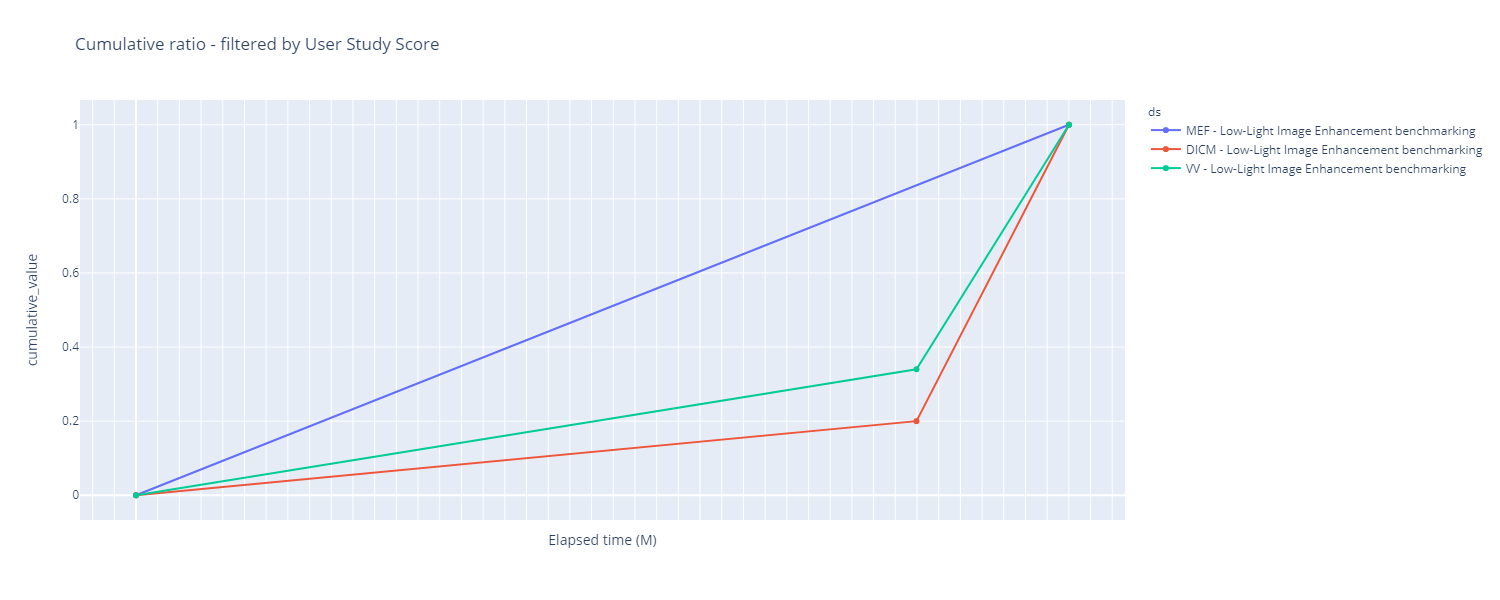 Cumulative ratio - filtered by User Study Score
ds
MEF - Low-Light Image Enhancement benchmarking
DICM - Low-Light Image Enhancement benchmarking
VV - Low-Light Image Enhancement benchmarking
cumulative_value
1
0.8
0.6
0.4
0.2
0
Elapsed time (M)